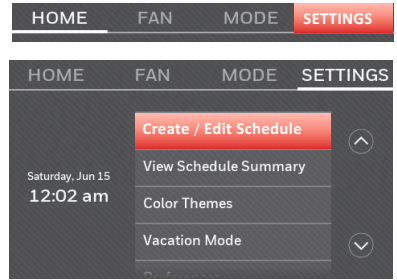 HOME FAN MODE SETTINGS
HOME FAN MODE SETTINGS
Create / Edit Schedule
View Schedule Summary
Saturday, Jun 15
12:02 am
Color Themes
Vacation Mode